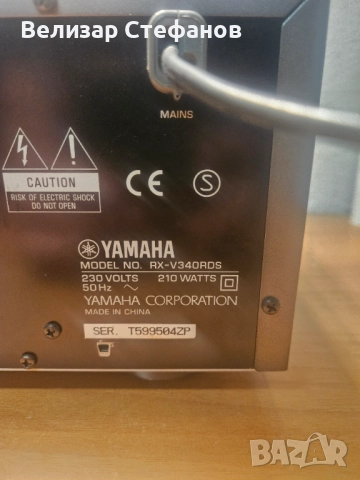 Велизар Стефанов
MAINS
CAUTION
RISK OF ELECTRIC SHOCK
DO NOT OPEN
CE S
YAMAHA
MODEL NO. RX-V340RDS
230 VOLTS 210 WATTS
50Hz ~
YAMAHA CORPORATION
MADE IN CHINA
SER. T599504ZP
BAZAR